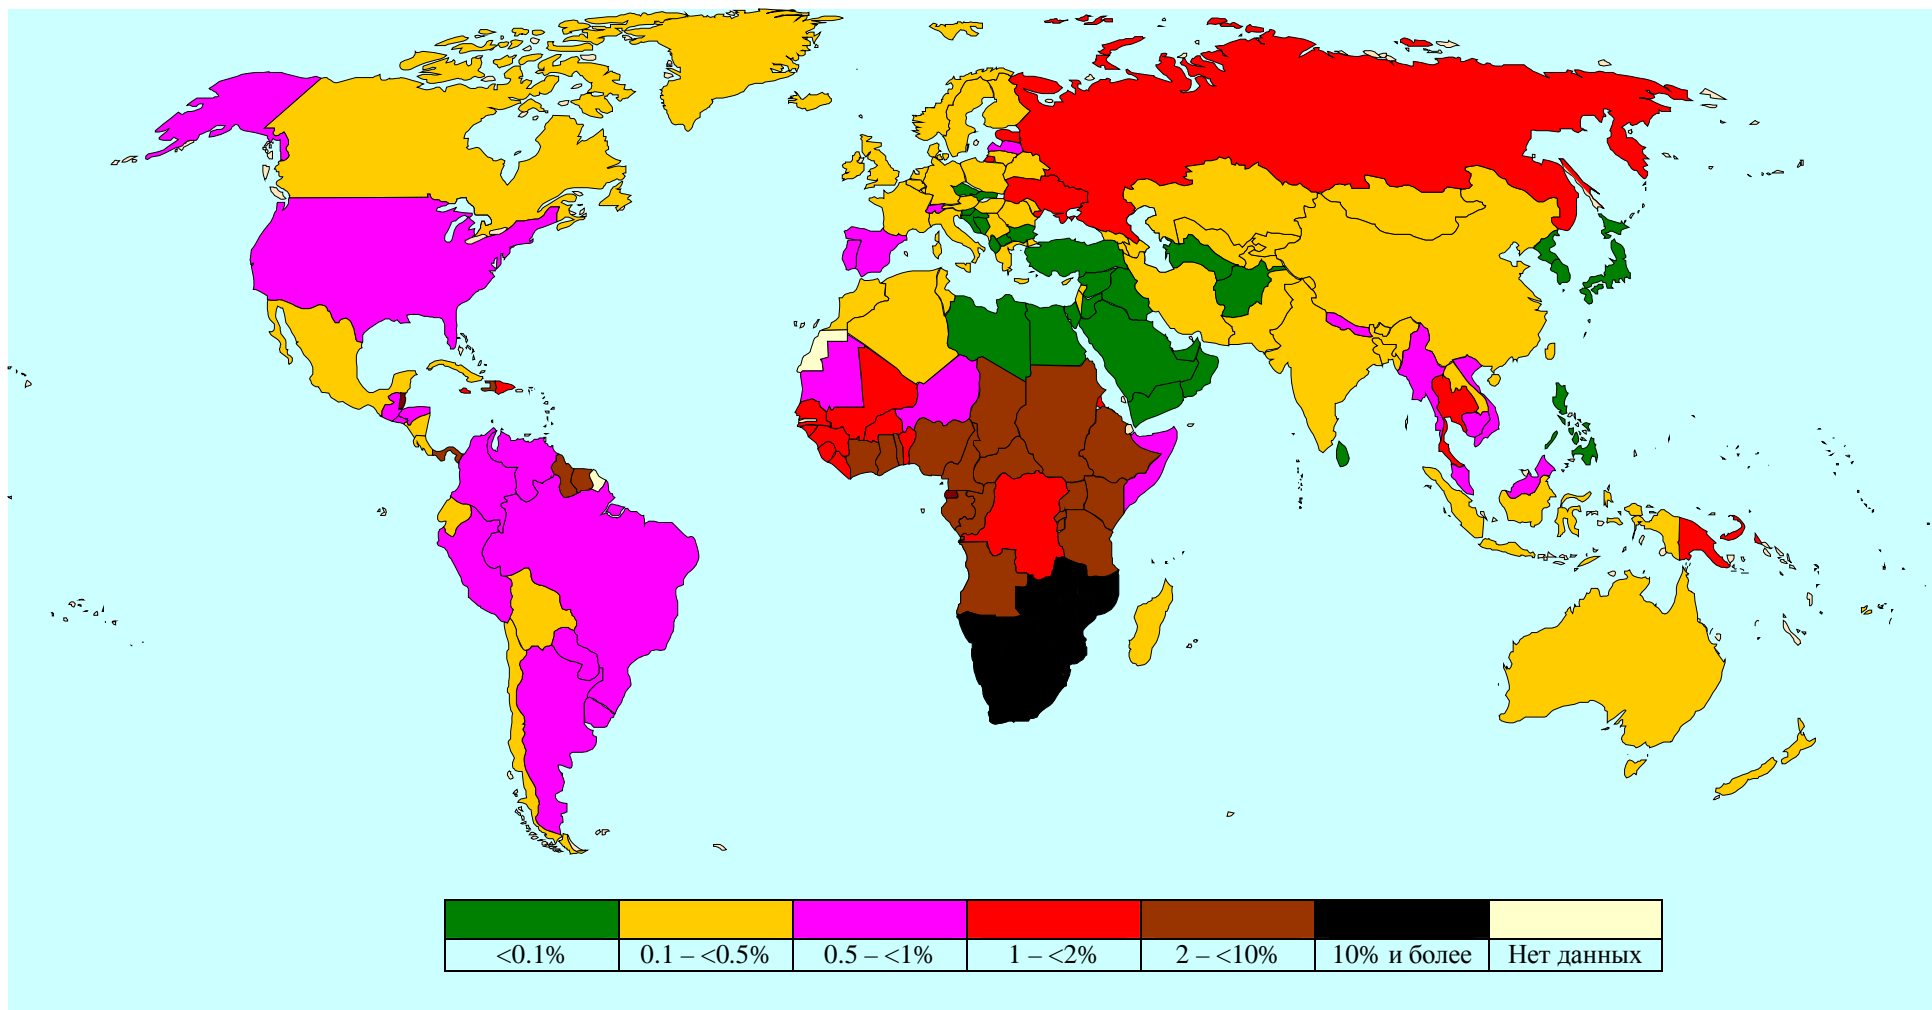 <0.1% 0.1 – <0.5% 0.5 – <1% 1 – <2% 2 – <10% 10% и более Нет данных